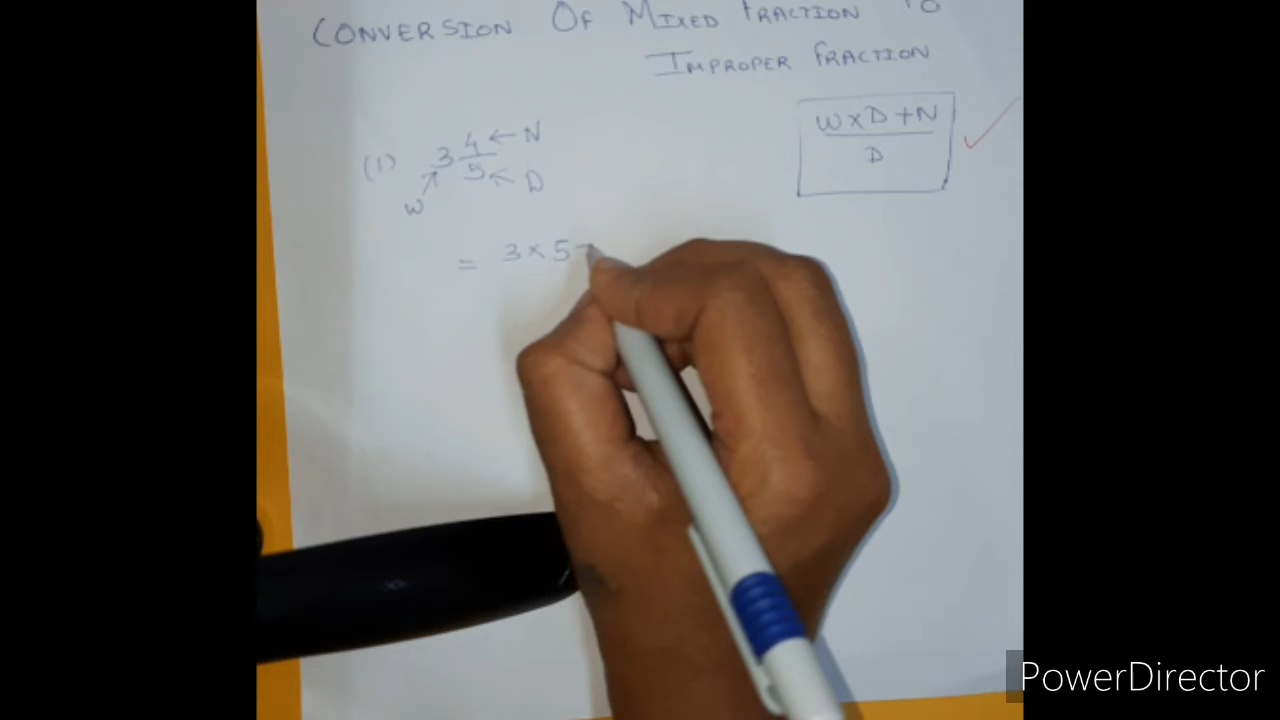 CONVERSION OF MIXED FRACTION TO
IMPROPER FRACTION
W×D+N
D
(1) 3 4/5 ← N
← D
W
= 3×5+
PowerDirector